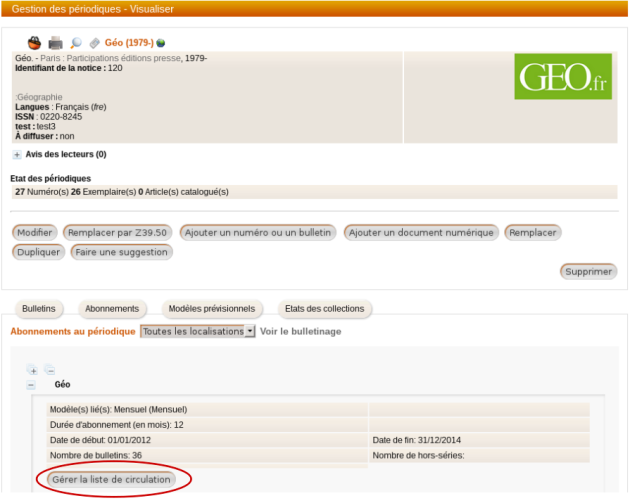 Gestion des périodiques - Visualiser
Géo (1979-)
Géo. - Paris : Participations éditions presse, 1979-
Identifiant de la notice : 120
GEO.fr
:Géographie
Langues : Français (fre)
ISSN : 0220-8245
test : test3
À diffuser : non
Avis des lecteurs (0)
Etat des périodiques
27 Numéro(s) 26 Exemplaire(s) 0 Article(s) catalogué(s)
Modifier Remplacer par Z39.50 Ajouter un numéro ou un bulletin Ajouter un document numérique Remplacer
Dupliquer Faire une suggestion
Supprimer
Bulletins Abonnements Modèles prévisionnels Etats des collections
Abonnements au périodique Toutes les localisations Voir le bulletinage
Géo
Modèle(s) lié(s): Mensuel (Mensuel)
Durée d'abonnement (en mois): 12
Date de début: 01/01/2012 Date de fin: 31/12/2014
Nombre de bulletins: 36 Nombre de hors-séries:
Gérer la liste de circulation